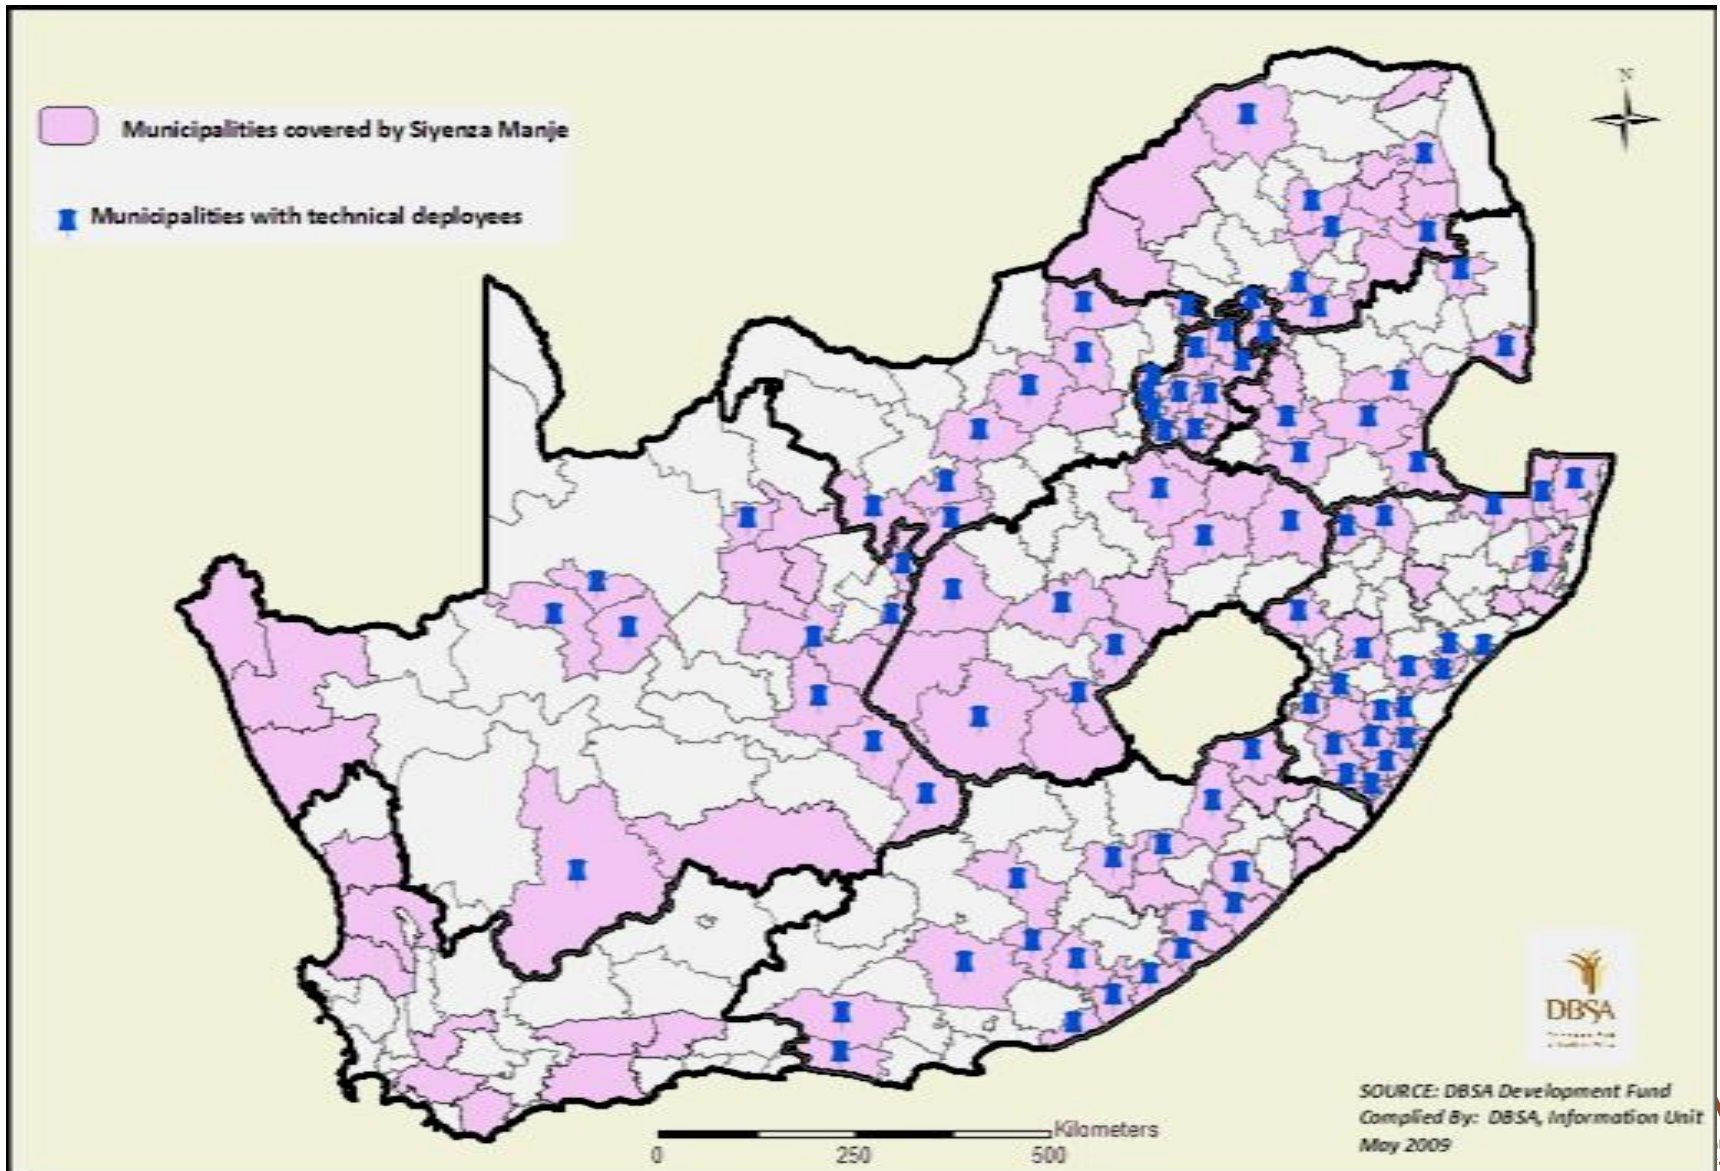 N
Municipalities covered by Siyenza Manje
Municipalities with technical deployees
DBSA
SOURCE: DBSA Development Fund
Complied By: DBSA, Information Unit
May 2009
Kilometers
0 250 500